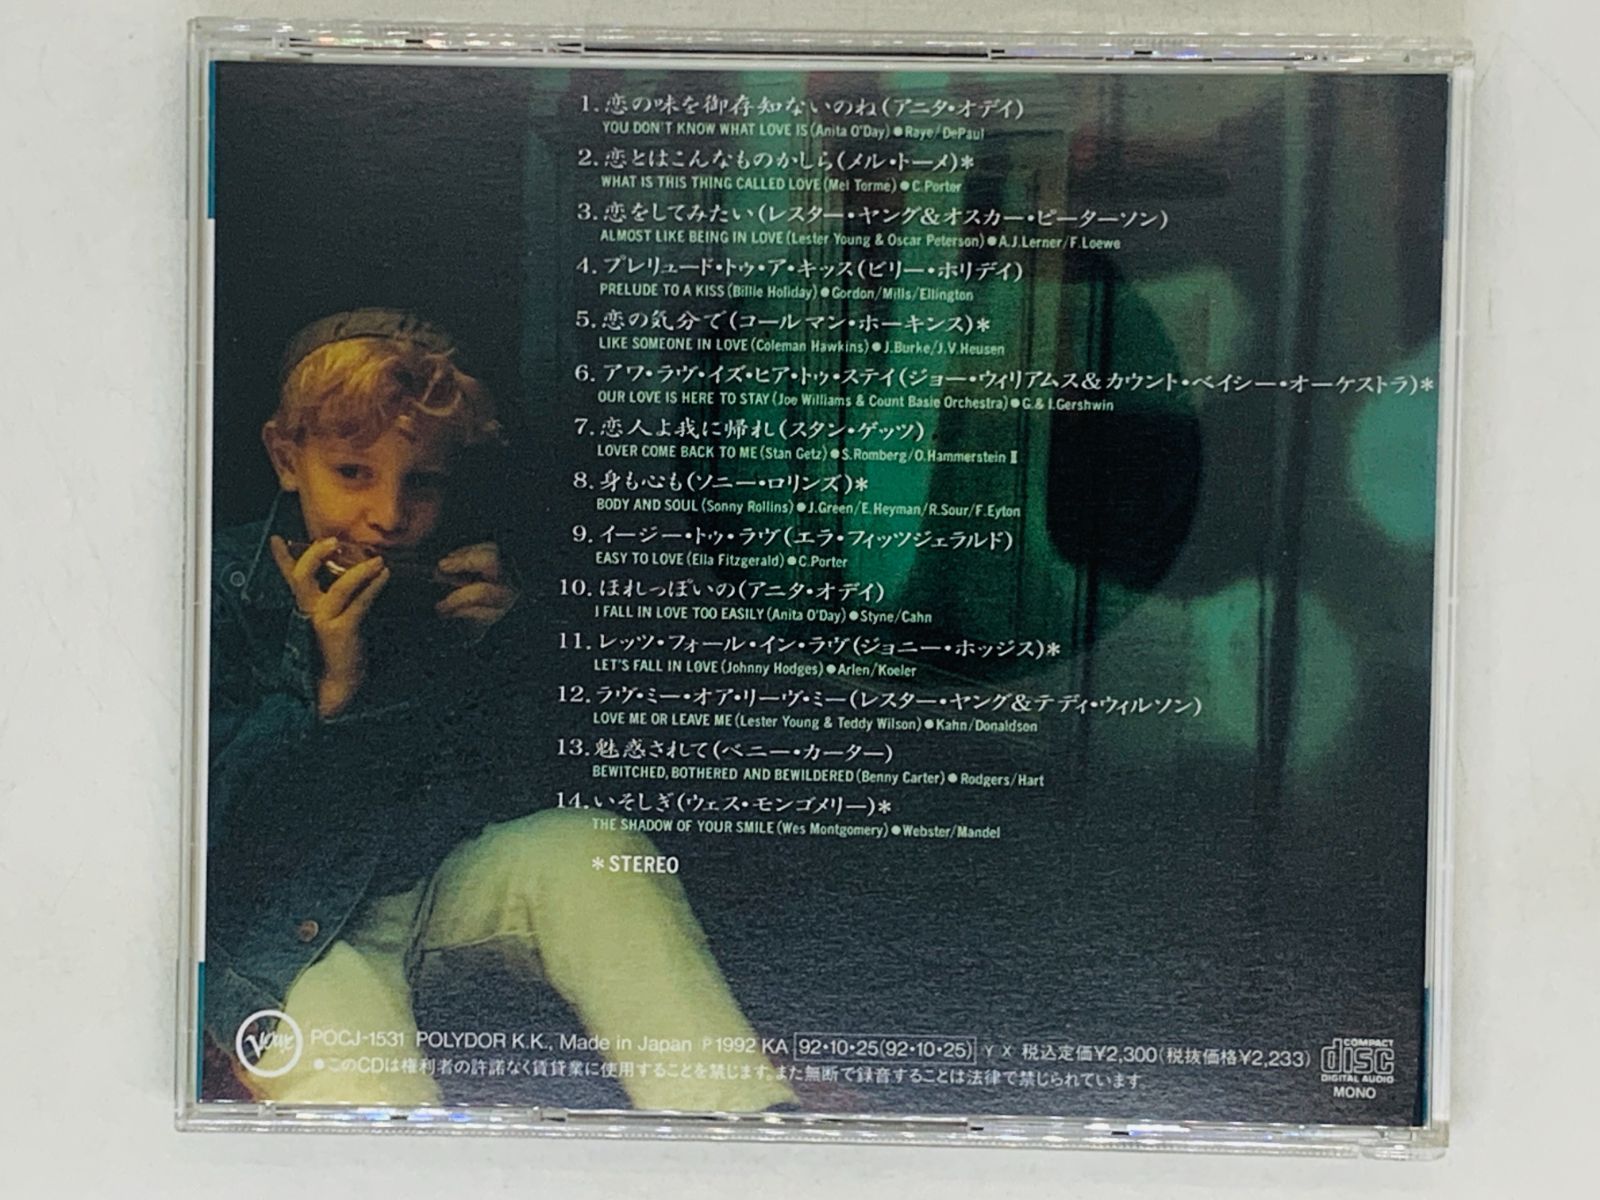 1. 恋の味を御存知ないのね(アニタ・オデイ)
YOU DON'T KNOW WHAT LOVE IS (Anita O'Day) ●Raye/DePaul
2. 恋とはこんなものかしら(メル・トーメ)*
WHAT IS THIS THING CALLED LOVE (Mel Torme) ●C.Porter
3. 恋をしてみたい(レスター・ヤング&オスカー・ピーターソン)
ALMOST LIKE BEING IN LOVE (Lester Young & Oscar Peterson) ●A.J.Lerner/F.Loewe
4. プレリュード・トゥ・ア・キッス(ビリー・ホリデイ)
PRELUDE TO A KISS (Billie Holiday) ●Gordon/Mills/Ellington
5. 恋の気分で(コールマン・ホーキンス)*
LIKE SOMEONE IN LOVE (Coleman Hawkins) ●J.Burke/J.V.Heusen
6. アワ・ラヴ・イズ・ヒア・トゥ・ステイ(ジョー・ウィリアムス&カウント・ベイシー・オーケストラ)*
OUR LOVE IS HERE TO STAY (Joe Williams & Count Basie Orchestra) ●G.& I.Gershwin
7. 恋人よ我に帰れ(スタン・ゲッツ)
LOVER COME BACK TO ME (Stan Getz) ●S.Romberg/O.Hammerstein II
8. 身も心も(ソニー・ロリンズ)*
BODY AND SOUL (Sonny Rollins) ●J.Green/E.Heyman/R.Sour/F.Eyton
9. イージー・トゥ・ラヴ(エラ・フィッツジェラルド)
EASY TO LOVE (Ella Fitzgerald) ●C.Porter
10. ほれっぽいの(アニタ・オデイ)
I FALL IN LOVE TOO EASILY (Anita O'Day) ●Styne/Cahn
11. レッツ・フォール・イン・ラヴ(ジョニー・ホッジス)*
LET'S FALL IN LOVE (Johnny Hodges) ●Arlen/Koeler
12. ラヴ・ミー・オア・リーヴ・ミー(レスター・ヤング&テディ・ウィルソン)
LOVE ME OR LEAVE ME (Lester Young & Teddy Wilson) ●Kahn/Donaldson
13. 魅惑されて(ベニー・カーター)
BEWITCHED, BOTHERED AND BEWILDERED (Benny Carter) ●Rodgers/Hart
14. いそしぎ(ウェス・モンゴメリー)*
THE SHADOW OF YOUR SMILE (Wes Montgomery) ●Webster/Mandel
*STEREO
Verve POCJ-1531 POLYDOR K.K., Made in Japan ℗1992 KA 92・10・25(92・10・25) Y X 税込定価¥2,300(税抜価格¥2,233)
●このCDは権利者の許諾なく賃貸業に使用することを禁じます。また無断で録音することは法律で禁じられています。
COMPACT
disc
DIGITAL AUDIO
MONO